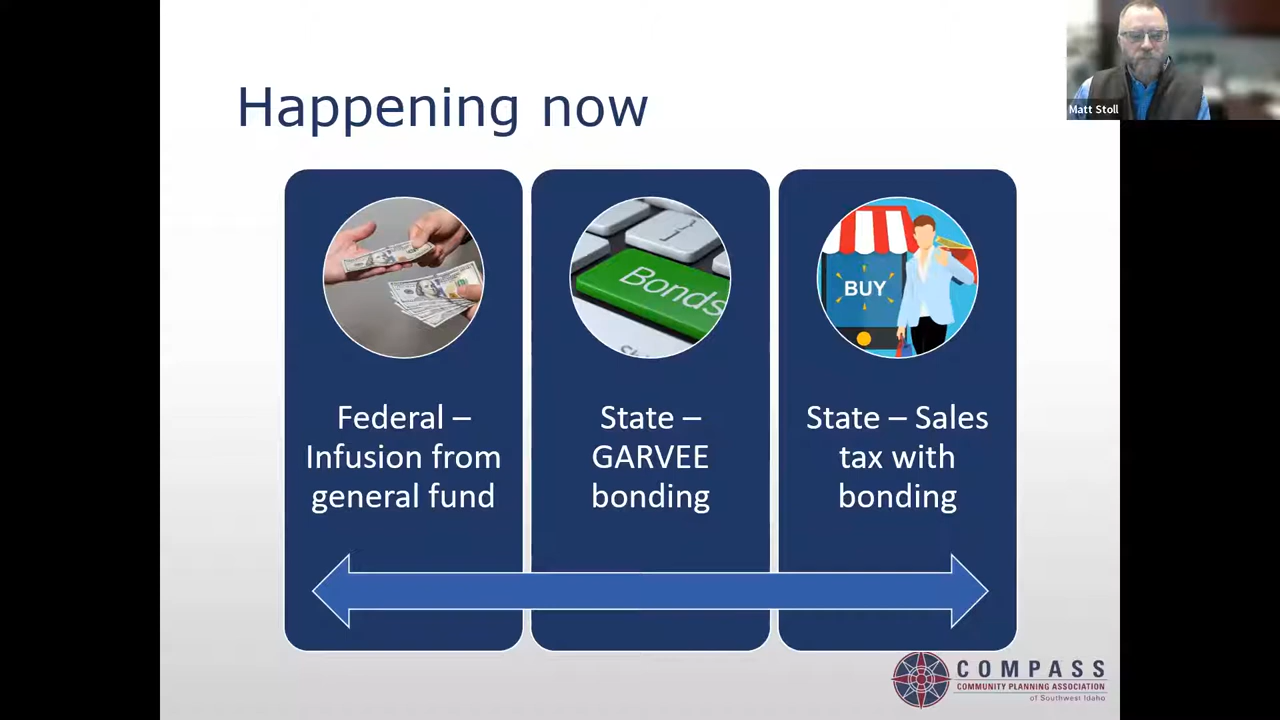 Happening now
Matt Stoll
Bonds
BUY
Federal –
Infusion from
general fund
State –
GARVEE
bonding
State – Sales
tax with
bonding
COMPASS
COMMUNITY PLANNING ASSOCIATION
of Southwest Idaho